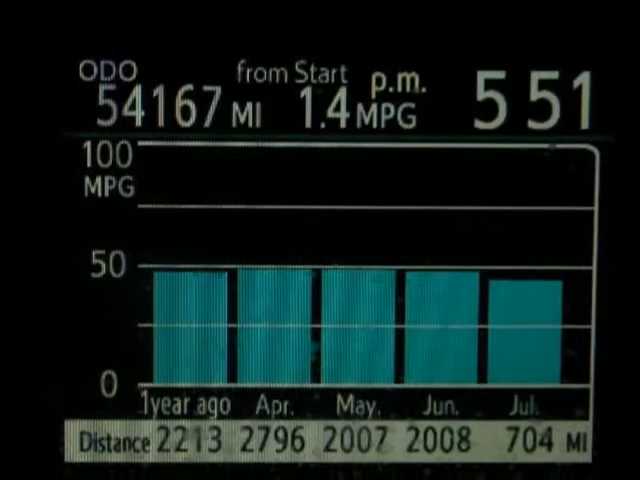 ODO from Start p.m. 5 51
54167 MI 1.4 MPG
100
MPG
50
0
1year ago Apr. May. Jun. Jul.
Distance 2213 2796 2007 2008 704 MI